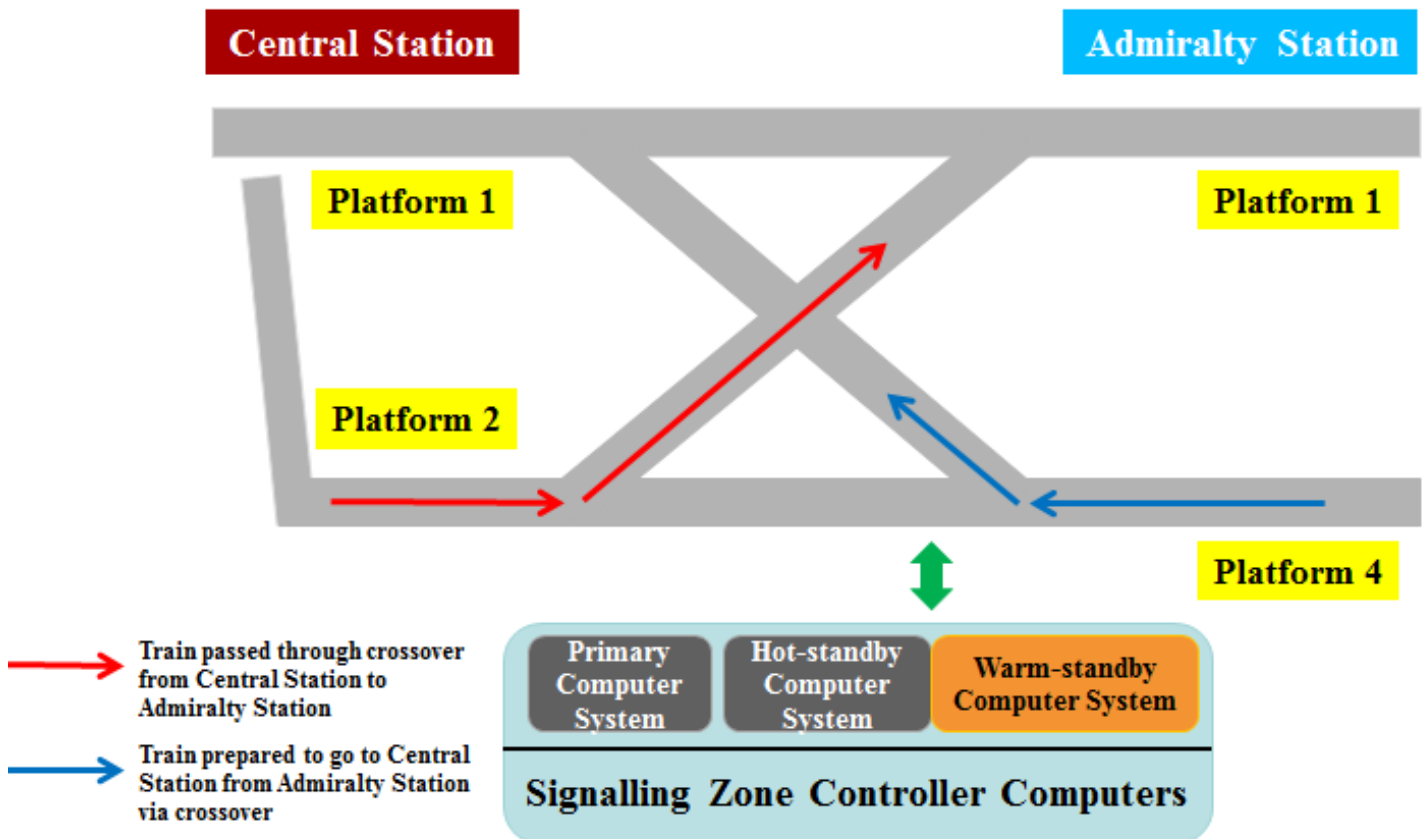 Central Station
Admiralty Station
Platform 1
Platform 1
Platform 2
Platform 4
Train passed through crossover
from Central Station to
Admiralty Station
Train prepared to go to Central
Station from Admiralty Station
via crossover
Primary
Computer
System
Hot-standby
Computer
System
Warm-standby
Computer System
Signalling Zone Controller Computers